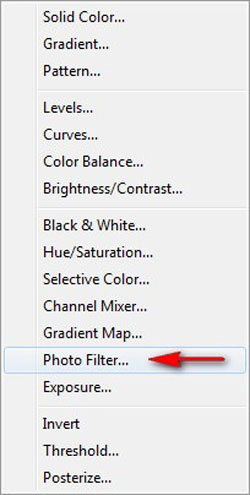 Solid Color...
Gradient...
Pattern...
Levels...
Curves...
Color Balance...
Brightness/Contrast...
Black & White...
Hue/Saturation...
Selective Color...
Channel Mixer...
Gradient Map...
Photo Filter...
Exposure...
Invert
Threshold...
Posterize...